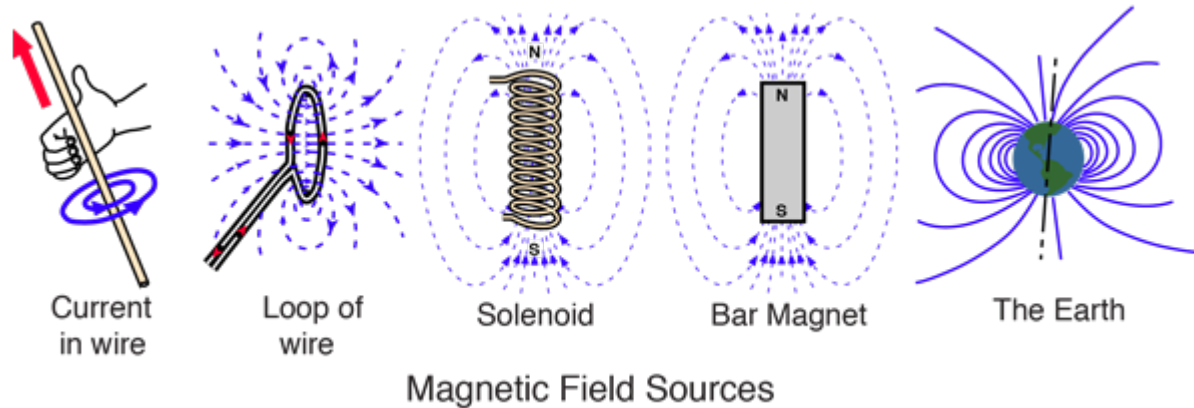 N
S
N
S
Current
in wire
Loop of
wire
Solenoid
Bar Magnet
The Earth
Magnetic Field Sources